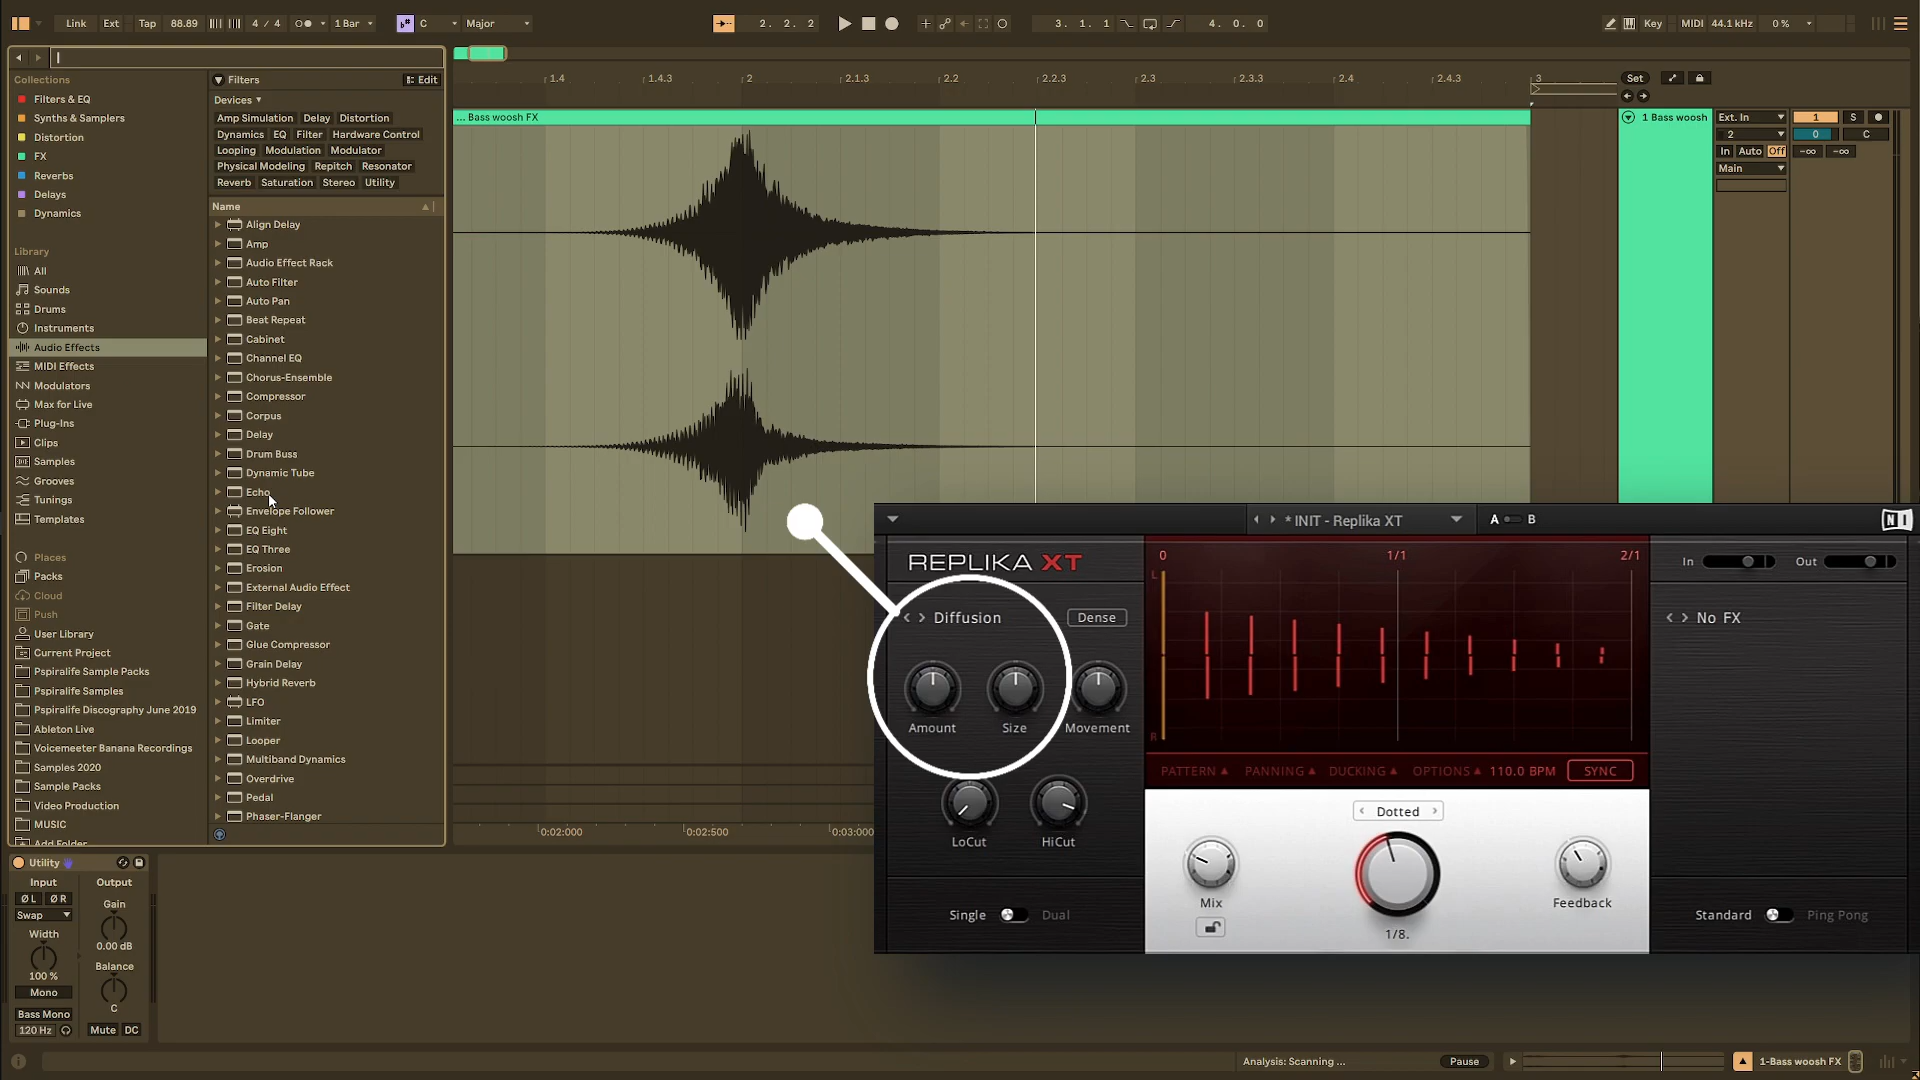 Link Ext Tap 88.89 4 / 4 1 Bar C Major 2. 2. 2 3. 1. 1 4. 0. 0 Key MIDI 44.1 kHz 0 %
Collections
Filters & EQ
Synths & Samplers
Distortion
FX
Reverbs
Delays
Dynamics
Library
All
Sounds
Drums
Instruments
Audio Effects
MIDI Effects
Modulators
Max for Live
Plug-Ins
Clips
Samples
Grooves
Tunings
Templates
Places
Packs
Cloud
Push
User Library
Current Project
Pspiralife Sample Packs
Pspiralife Samples
Pspiralife Discography June 2019
Ableton Live
Voicemeeter Banana Recordings
Samples 2020
Sample Packs
Video Production
MUSIC
Add Folder
Filters Edit
Devices
Amp Simulation Delay Distortion
Dynamics EQ Filter Hardware Control
Looping Modulation Modulator
Physical Modeling Repitch Resonator
Reverb Saturation Stereo Utility
Name
Align Delay
Amp
Audio Effect Rack
Auto Filter
Auto Pan
Beat Repeat
Cabinet
Channel EQ
Chorus-Ensemble
Compressor
Corpus
Delay
Drum Buss
Dynamic Tube
Echo
Envelope Follower
EQ Eight
EQ Three
Erosion
External Audio Effect
Filter Delay
Gate
Glue Compressor
Grain Delay
Hybrid Reverb
LFO
Limiter
Looper
Multiband Dynamics
Overdrive
Pedal
Phaser-Flanger
1.4 1.4.3 2 2.1.3 2.2 2.2.3 2.3 2.3.3 2.4 2.4.3 3
... Bass woosh FX
0:02:000 0:02:500 0:03:000
Set
1 Bass woosh
Ext. In 1 S
2 0 C
In Auto Off -∞ -∞
Main
* INIT - Replika XT A B NI
REPLIKA XT
Diffusion Dense
Amount Size Movement
LoCut HiCut
Single Dual
0 1/1 2/1
L
R
PATTERN PANNING DUCKING OPTIONS 110.0 BPM SYNC
Dotted
Mix
1/8.
Feedback
In Out
No FX
Standard Ping Pong
Utility
Input Output
Ø L Ø R Gain
Swap
Width 0.00 dB
Balance
100 %
Mono C
Bass Mono
120 Hz Mute DC
Analysis: Scanning ... Pause 1-Bass woosh FX